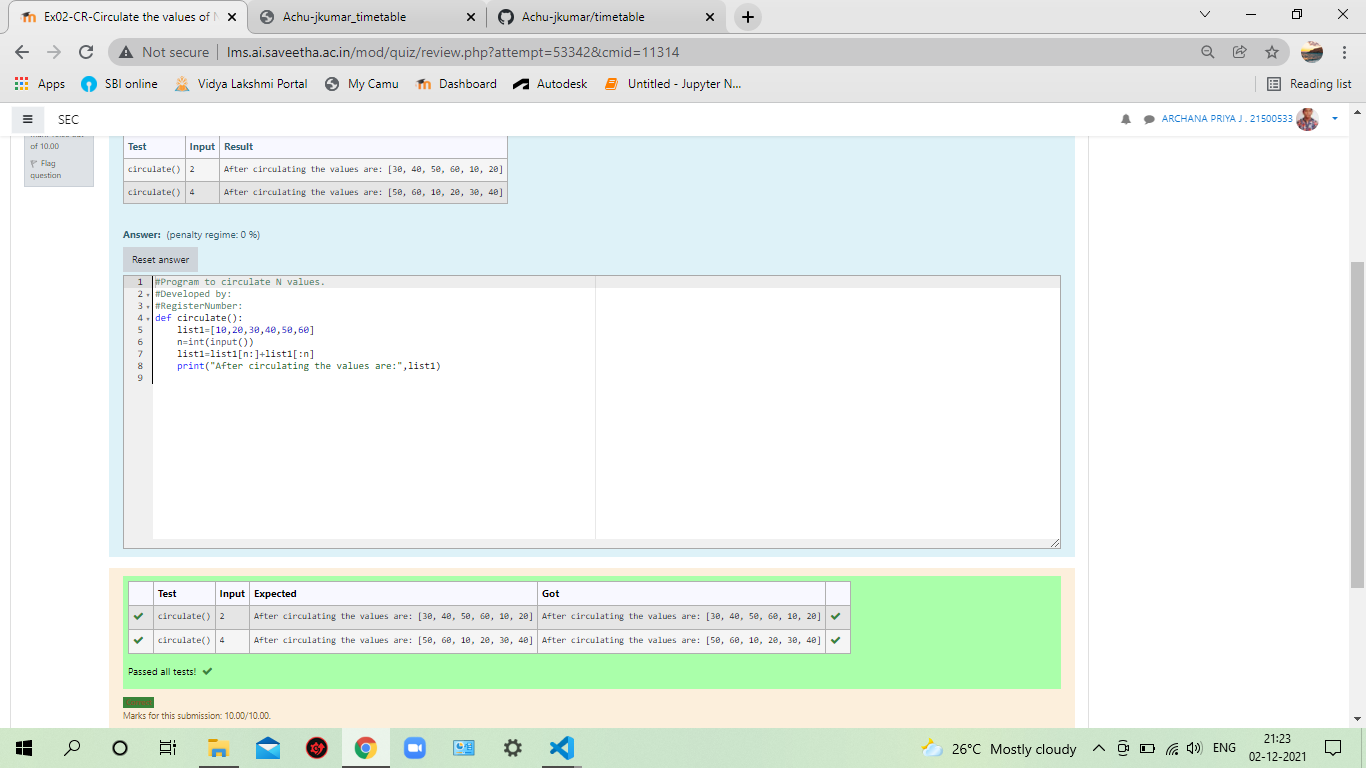 Ex02-CR-Circulate the values of N
Achu-jkumar_timetable
Achu-jkumar/timetable
Not secure | lms.ai.saveetha.ac.in/mod/quiz/review.php?attempt=53342&cmid=11314
Apps SBI online Vidya Lakshmi Portal My Camu Dashboard Autodesk Untitled - Jupyter N... Reading list
SEC ARCHANA PRIYA J . 21500533
of 10.00
Flag
question
Test Input Result
circulate() 2 After circulating the values are: [30, 40, 50, 60, 10, 20]
circulate() 4 After circulating the values are: [50, 60, 10, 20, 30, 40]
Answer: (penalty regime: 0 %)
Reset answer
1 #Program to circulate N values.
2 #Developed by:
3 #RegisterNumber:
4 def circulate():
5 list1=[10,20,30,40,50,60]
6 n=int(input())
7 list1=list1[n:]+list1[:n]
8 print("After circulating the values are:",list1)
9
Test Input Expected Got
circulate() 2 After circulating the values are: [30, 40, 50, 60, 10, 20] After circulating the values are: [30, 40, 50, 60, 10, 20]
circulate() 4 After circulating the values are: [50, 60, 10, 20, 30, 40] After circulating the values are: [50, 60, 10, 20, 30, 40]
Passed all tests!
Marks for this submission: 10.00/10.00.
26°C Mostly cloudy ENG 21:23
02-12-2021